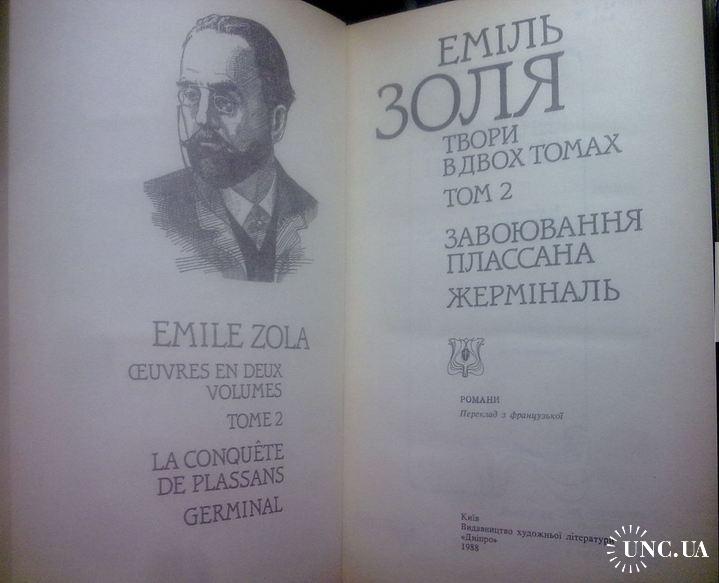 EMILE ZOLA
ŒUVRES EN DEUX
VOLUMES
TOME 2
LA CONQUÊTE
DE PLASSANS
GERMINAL
ЕМІЛЬ
ЗОЛЯ
ТВОРИ
В ДВОХ ТОМАХ
ТОМ 2
ЗАВОЮВАННЯ
ПЛАССАНА
ЖЕРМІНАЛЬ
РОМАНИ
Переклад з французької
Київ
Видавництво художньої літератури
«Дніпро»
1988
UNC.UA